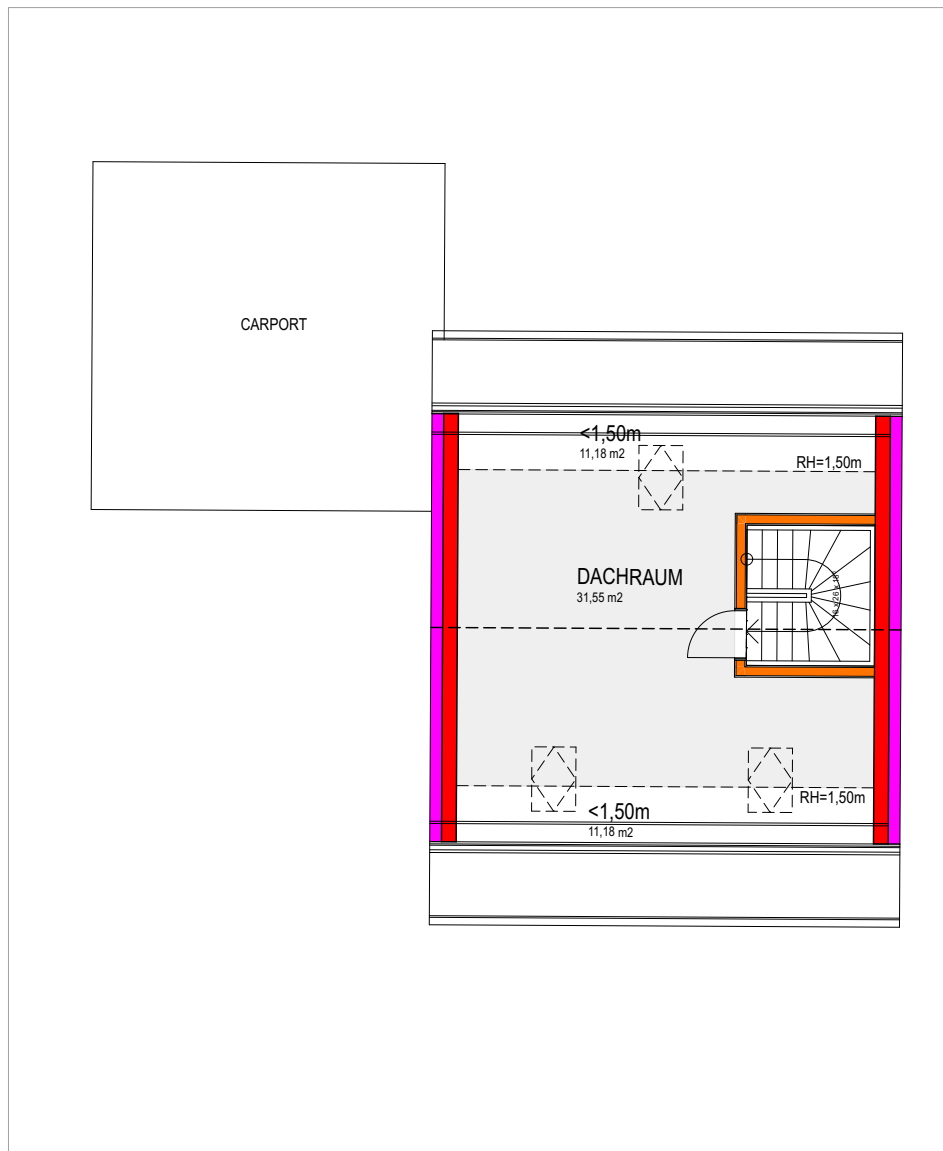 CARPORT
<1,50m
11,18 m2
RH=1,50m
DACHRAUM
31,55 m2
RH=1,50m
<1,50m
11,18 m2